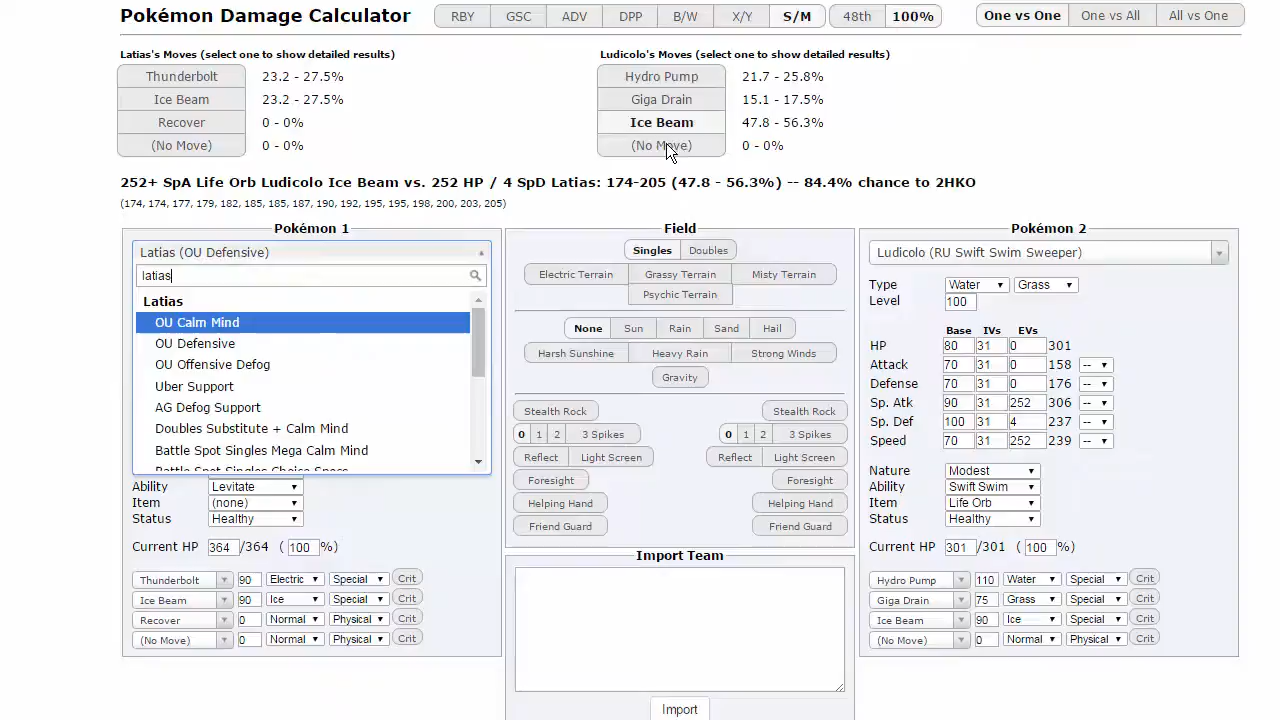 Pokémon Damage Calculator RBY GSC ADV DPP B/W X/Y S/M 48th 100% One vs One One vs All All vs One
Latias's Moves (select one to show detailed results) Ludicolo's Moves (select one to show detailed results)
Thunderbolt 23.2 - 27.5% Hydro Pump 21.7 - 25.8%
Ice Beam 23.2 - 27.5% Giga Drain 15.1 - 17.5%
Recover 0 - 0% Ice Beam 47.8 - 56.3%
(No Move) 0 - 0% (No Move) 0 - 0%
252+ SpA Life Orb Ludicolo Ice Beam vs. 252 HP / 4 SpD Latias: 174-205 (47.8 - 56.3%) -- 84.4% chance to 2HKO
(174, 174, 177, 179, 182, 185, 185, 187, 190, 192, 195, 195, 198, 200, 203, 205)
Pokémon 1
Latias (OU Defensive)
latias
Latias
OU Calm Mind
OU Defensive
OU Offensive Defog
Uber Support
AG Defog Support
Doubles Substitute + Calm Mind
Battle Spot Singles Mega Calm Mind
Battle Spot Singles Choice Specs
Ability Levitate
Item (none)
Status Healthy
Current HP 364/364 ( 100 %)
Thunderbolt 90 Electric Special Crit
Ice Beam 90 Ice Special Crit
Recover 0 Normal Physical Crit
(No Move) 0 Normal Physical Crit
Field
Singles Doubles
Electric Terrain Grassy Terrain Misty Terrain
Psychic Terrain
None Sun Rain Sand Hail
Harsh Sunshine Heavy Rain Strong Winds
Gravity
Stealth Rock Stealth Rock
0 1 2 3 Spikes 0 1 2 3 Spikes
Reflect Light Screen Reflect Light Screen
Foresight Foresight
Helping Hand Helping Hand
Friend Guard Friend Guard
Import Team
Import
Pokémon 2
Ludicolo (RU Swift Swim Sweeper)
Type Water Grass
Level 100
Base IVs EVs
HP 80 31 0 301
Attack 70 31 0 158 --
Defense 70 31 0 176 --
Sp. Atk 90 31 252 306 --
Sp. Def 100 31 4 237 --
Speed 70 31 252 239 --
Nature Modest
Ability Swift Swim
Item Life Orb
Status Healthy
Current HP 301/301 ( 100 %)
Hydro Pump 110 Water Special Crit
Giga Drain 75 Grass Special Crit
Ice Beam 90 Ice Special Crit
(No Move) 0 Normal Physical Crit